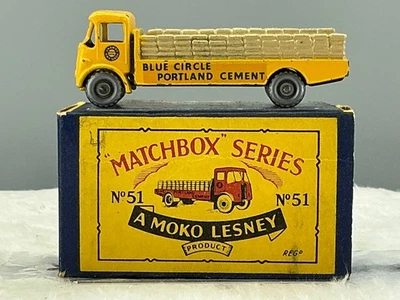 BLUE CIRCLE
PORTLAND CEMENT
"MATCHBOX" SERIES
No51 No51
A MOKO LESNEY
PRODUCT
REGD